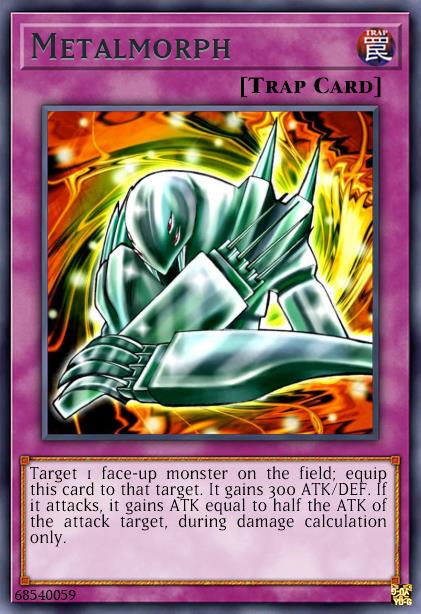 METALMORPH
TRAP
罠
[TRAP CARD]
Target 1 face-up monster on the field; equip
this card to that target. It gains 300 ATK/DEF. If
it attacks, it gains ATK equal to half the ATK of
the attack target, during damage calculation
only.
68540059